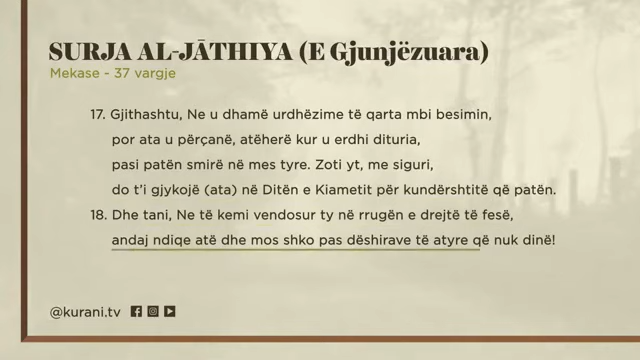 SURJA AL-JĀTHIYA (E Gjunjëzuara)
Mekase - 37 vargje
17. Gjithashtu, Ne u dhamë urdhëzime të qarta mbi besimin,
por ata u përçanë, atëherë kur u erdhi dituria,
pasi patën smirë në mes tyre. Zoti yt, me siguri,
do t'i gjykojë (ata) në Ditën e Kiametit për kundërshtitë që patën.
18. Dhe tani, Ne të kemi vendosur ty në rrugën e drejtë të fesë,
andaj ndiqe atë dhe mos shko pas dëshirave të atyre që nuk dinë!
@kurani.tv